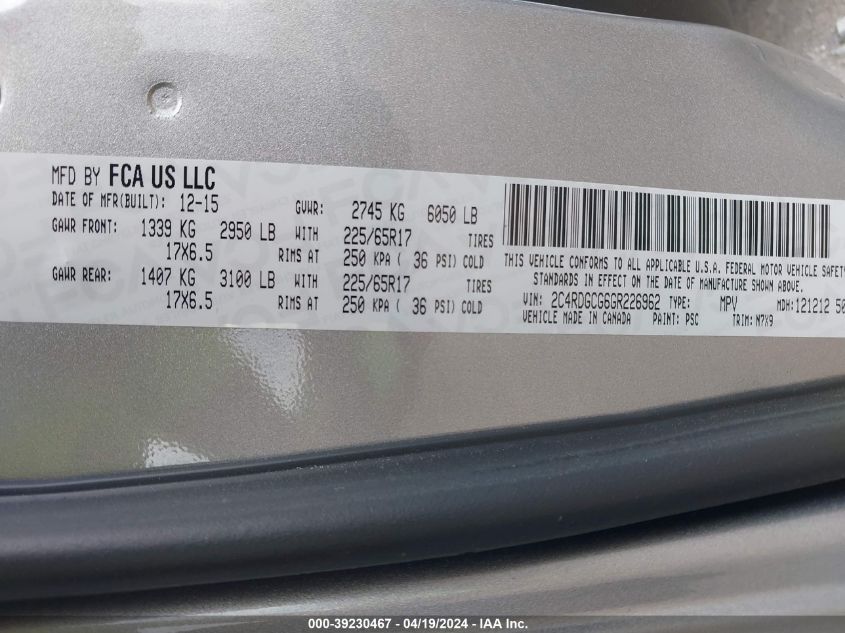 MFD BY FCA US LLC
DATE OF MFR(BUILT): 12-15 GVWR: 2745 KG 6050 LB
GAWR FRONT: 1339 KG 2950 LB WITH 225/65R17 TIRES
17X6.5 RIMS AT 250 KPA ( 36 PSI) COLD
GAWR REAR: 1407 KG 3100 LB WITH 225/65R17 TIRES
17X6.5 RIMS AT 250 KPA ( 36 PSI) COLD
THIS VEHICLE CONFORMS TO ALL APPLICABLE U.S.A. FEDERAL MOTOR VEHICLE SAFETY
STANDARDS IN EFFECT ON THE DATE OF MANUFACTURE SHOWN ABOVE.
VIN: 2C4RDGCG6GR226962 TYPE: MPV MDH:121212 50
VEHICLE MADE IN CANADA PAINT: PSC TRIM: N7X9
000-39230467 - 04/19/2024 - IAA Inc.